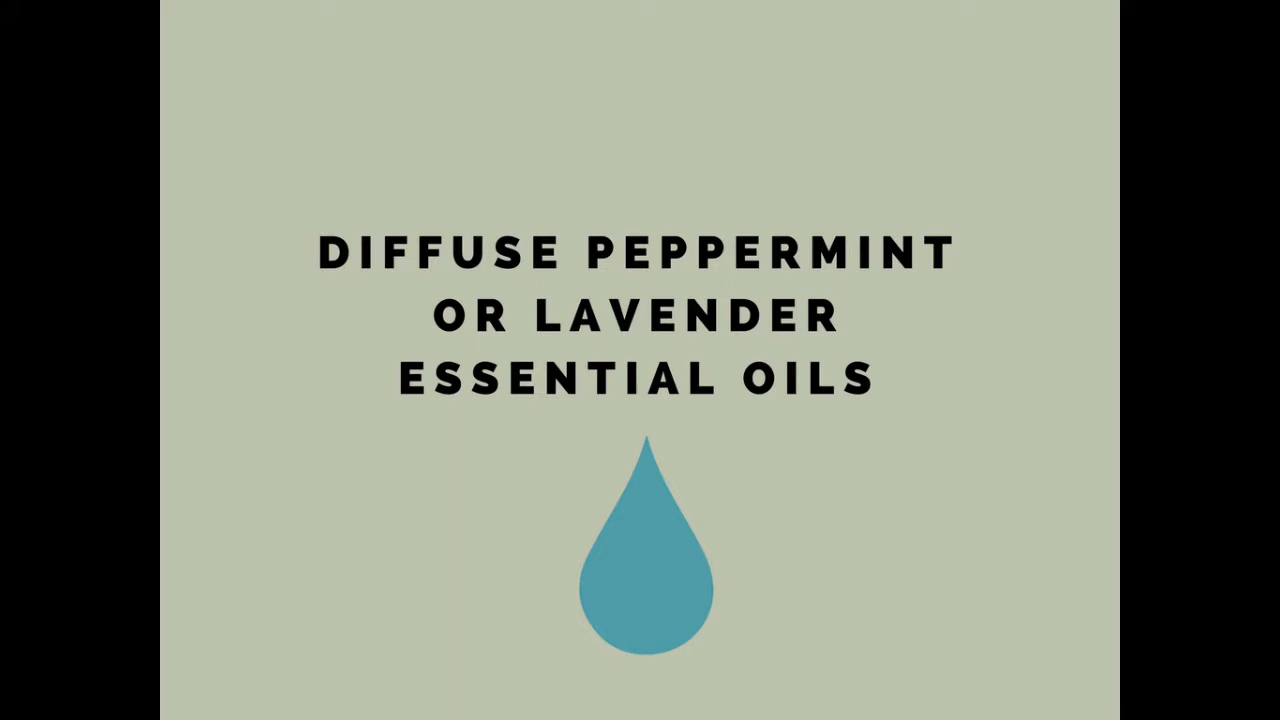 DIFFUSE PEPPERMINT
OR LAVENDER
ESSENTIAL OILS